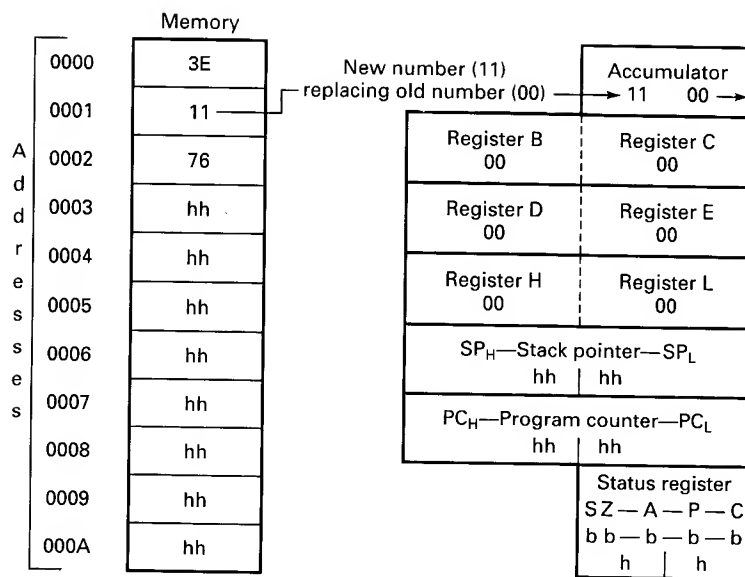 Memory
Addresses
0000 3E
0001 11
0002 76
0003 hh
0004 hh
0005 hh
0006 hh
0007 hh
0008 hh
0009 hh
000A hh
New number (11)
replacing old number (00)
Accumulator
11 00
Register B
00
Register C
00
Register D
00
Register E
00
Register H
00
Register L
00
SPH—Stack pointer—SPL
hh hh
PCH—Program counter—PCL
hh hh
Status register
S Z — A — P — C
b b — b — b — b
h h